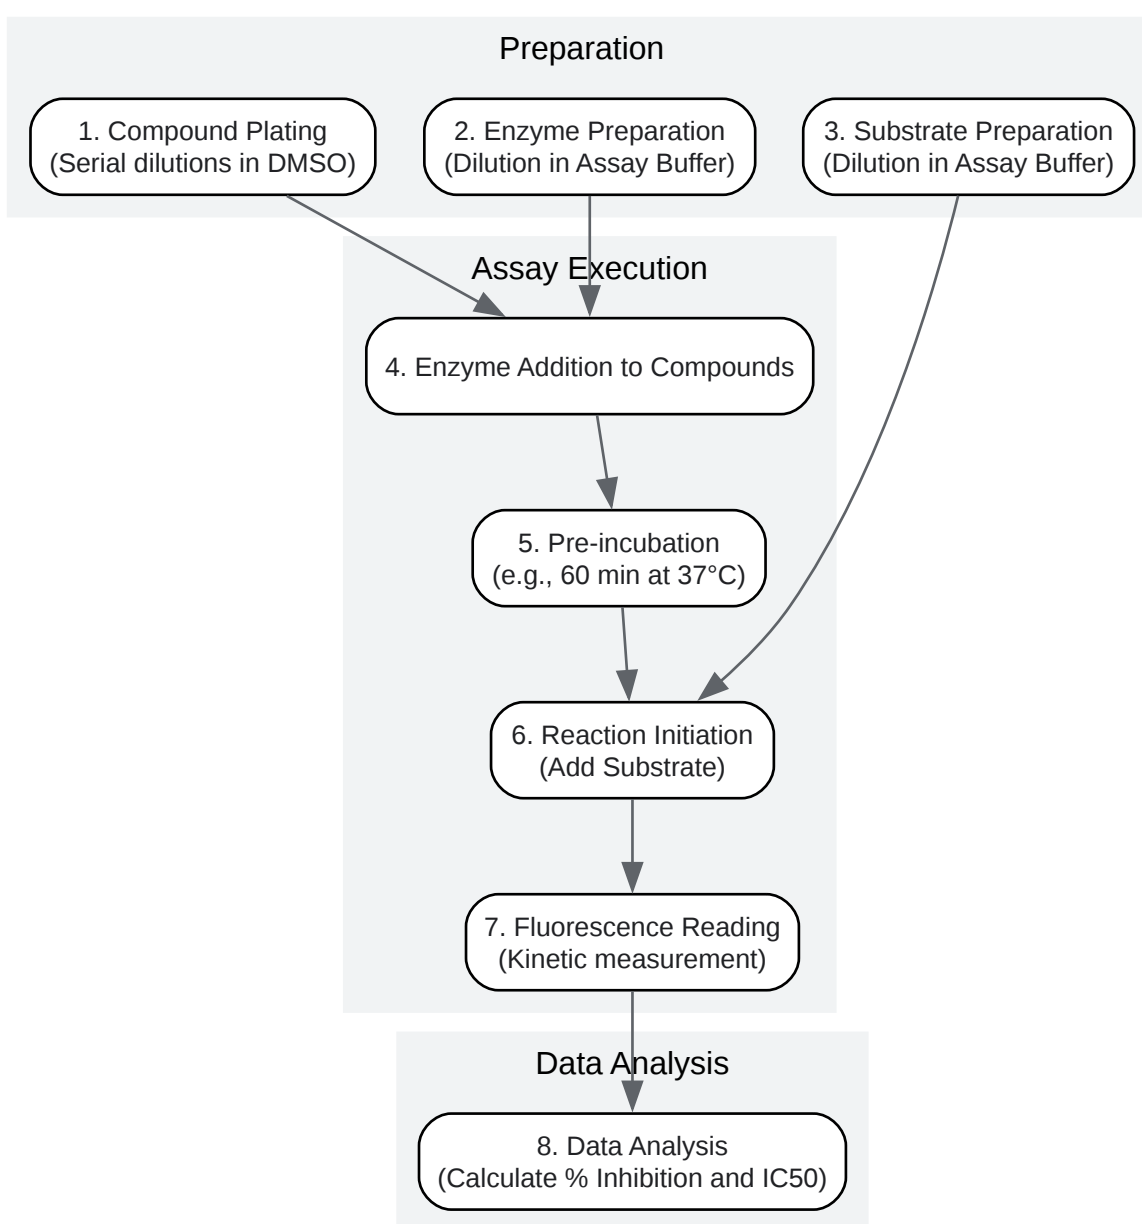 Preparation
1. Compound Plating
(Serial dilutions in DMSO)
2. Enzyme Preparation
(Dilution in Assay Buffer)
3. Substrate Preparation
(Dilution in Assay Buffer)
Assay Execution
4. Enzyme Addition to Compounds
5. Pre-incubation
(e.g., 60 min at 37°C)
6. Reaction Initiation
(Add Substrate)
7. Fluorescence Reading
(Kinetic measurement)
Data Analysis
8. Data Analysis
(Calculate % Inhibition and IC50)